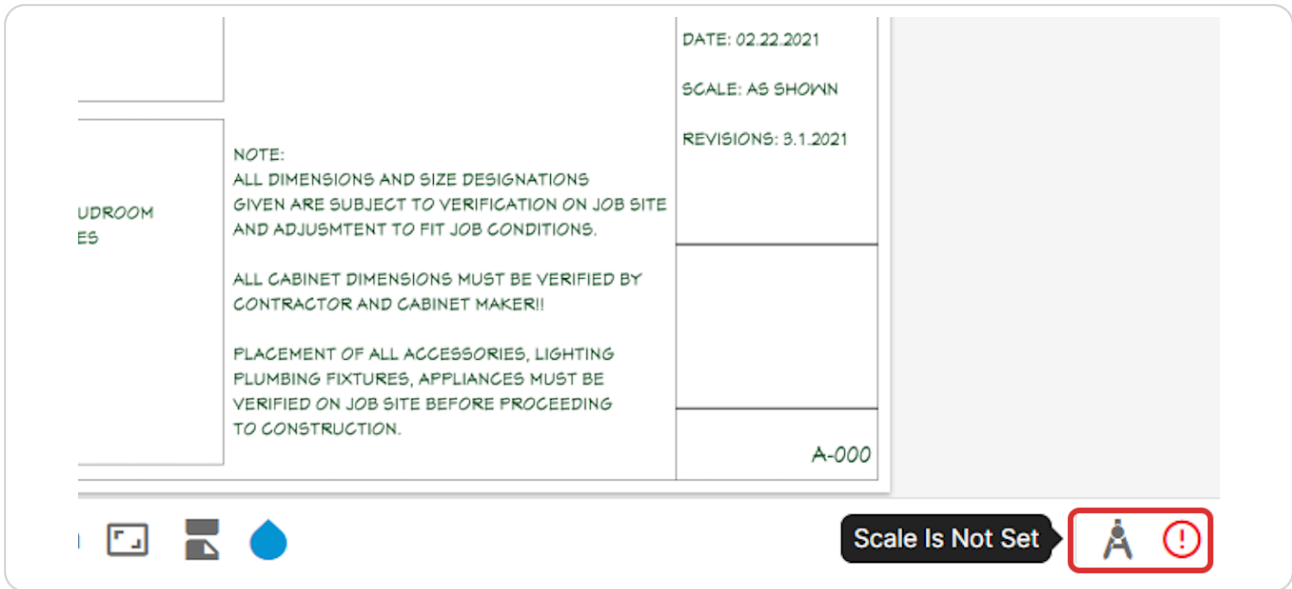 DATE: 02.22.2021
SCALE: AS SHOWN
REVISIONS: 3.1.2021
NOTE:
ALL DIMENSIONS AND SIZE DESIGNATIONS
GIVEN ARE SUBJECT TO VERIFICATION ON JOB SITE
AND ADJUSMTENT TO FIT JOB CONDITIONS.
UDROOM
ES
ALL CABINET DIMENSIONS MUST BE VERIFIED BY
CONTRACTOR AND CABINET MAKER!!
PLACEMENT OF ALL ACCESSORIES, LIGHTING
PLUMBING FIXTURES, APPLIANCES MUST BE
VERIFIED ON JOB SITE BEFORE PROCEEDING
TO CONSTRUCTION.
A-000
Scale Is Not Set